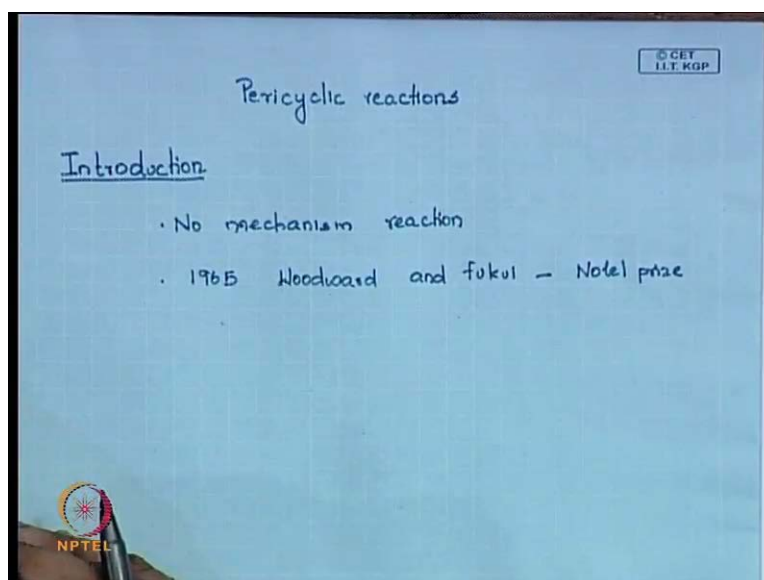 © CET
I.I.T. KGP
Pericyclic reactions
Introduction
· No mechanism reaction
· 1965 Woodward and fukui – Nobel prize
NPTEL